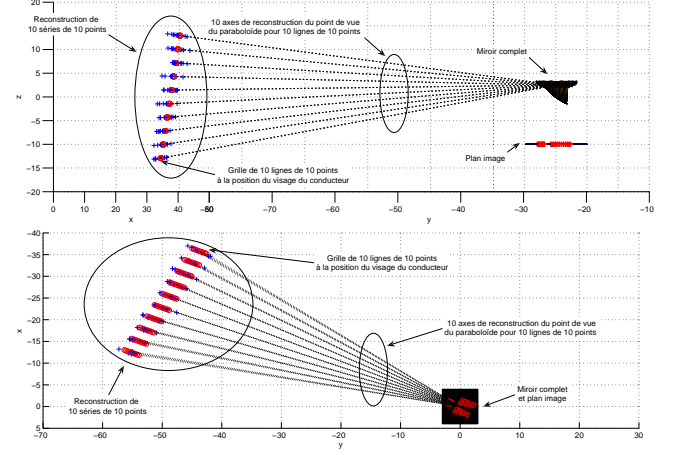 20
Reconstruction de
10 séries de 10 points
10 axes de reconstruction du point de vue
du paraboloïde pour 10 lignes de 10 points
15
Miroir complet
10
5
z
0
−5
−10
Plan image
−15
Grille de 10 lignes de 10 points
à la position du visage du conducteur
−20
0 10 20 30 40 −80 −70 −60 −50 −40 −30 −20 −10
x y
−40
Grille de 10 lignes de 10 points
à la position du visage du conducteur
−35
−30
−25
x
−20
10 axes de reconstruction du point de vue
du paraboloïde pour 10 lignes de 10 points
−15
−10
−5
Reconstruction de
10 séries de 10 points
Miroir complet
et plan image
0
5
−70 −60 −50 −40 −30 −20 −10 0 10 20 30
y